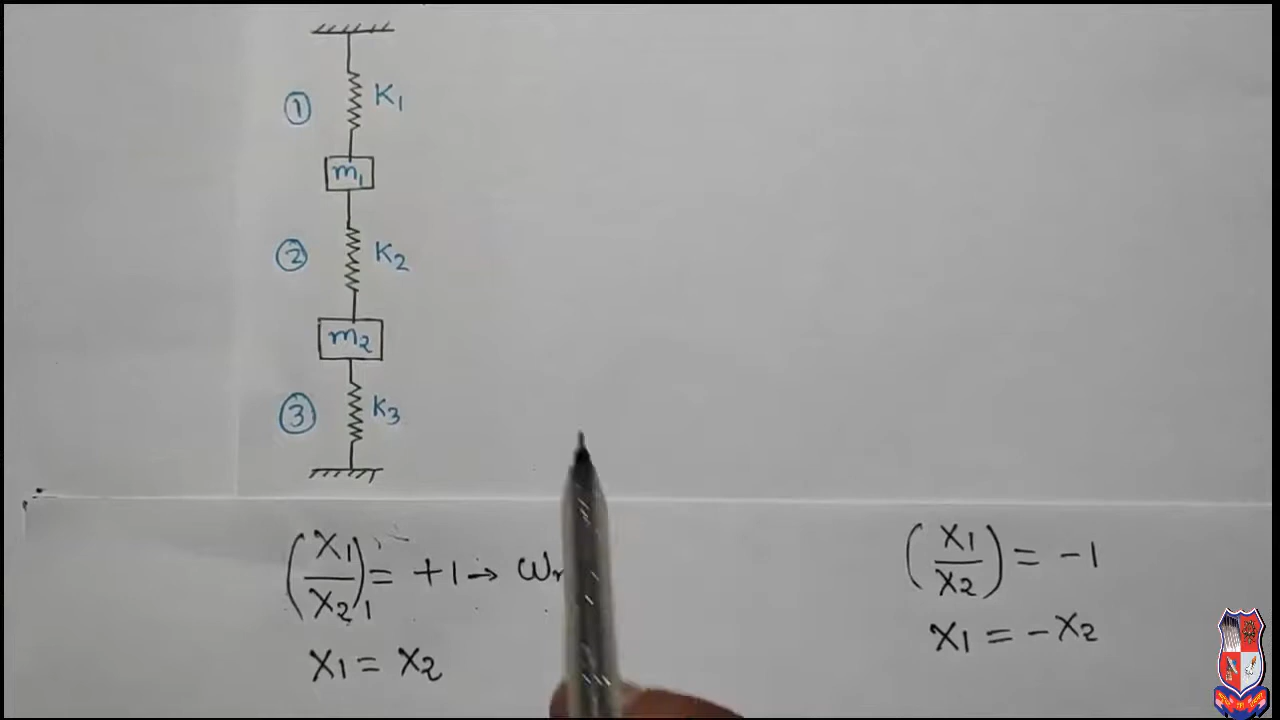 ① K1
m1
② K2
m2
③ K3
(X1/X2)1 = +1 → ω
X1 = X2
(X1/X2) = -1
X1 = -X2